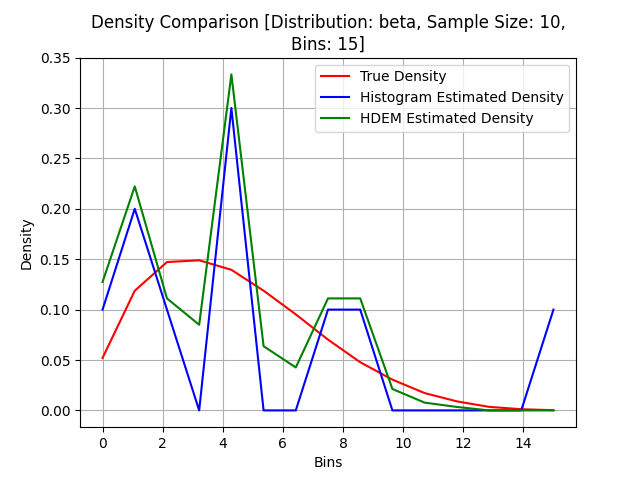 Density Comparison [Distribution: beta, Sample Size: 10,
Bins: 15]
True Density
Histogram Estimated Density
HDEM Estimated Density
Density
0.35
0.30
0.25
0.20
0.15
0.10
0.05
0.00
0 2 4 6 8 10 12 14
Bins